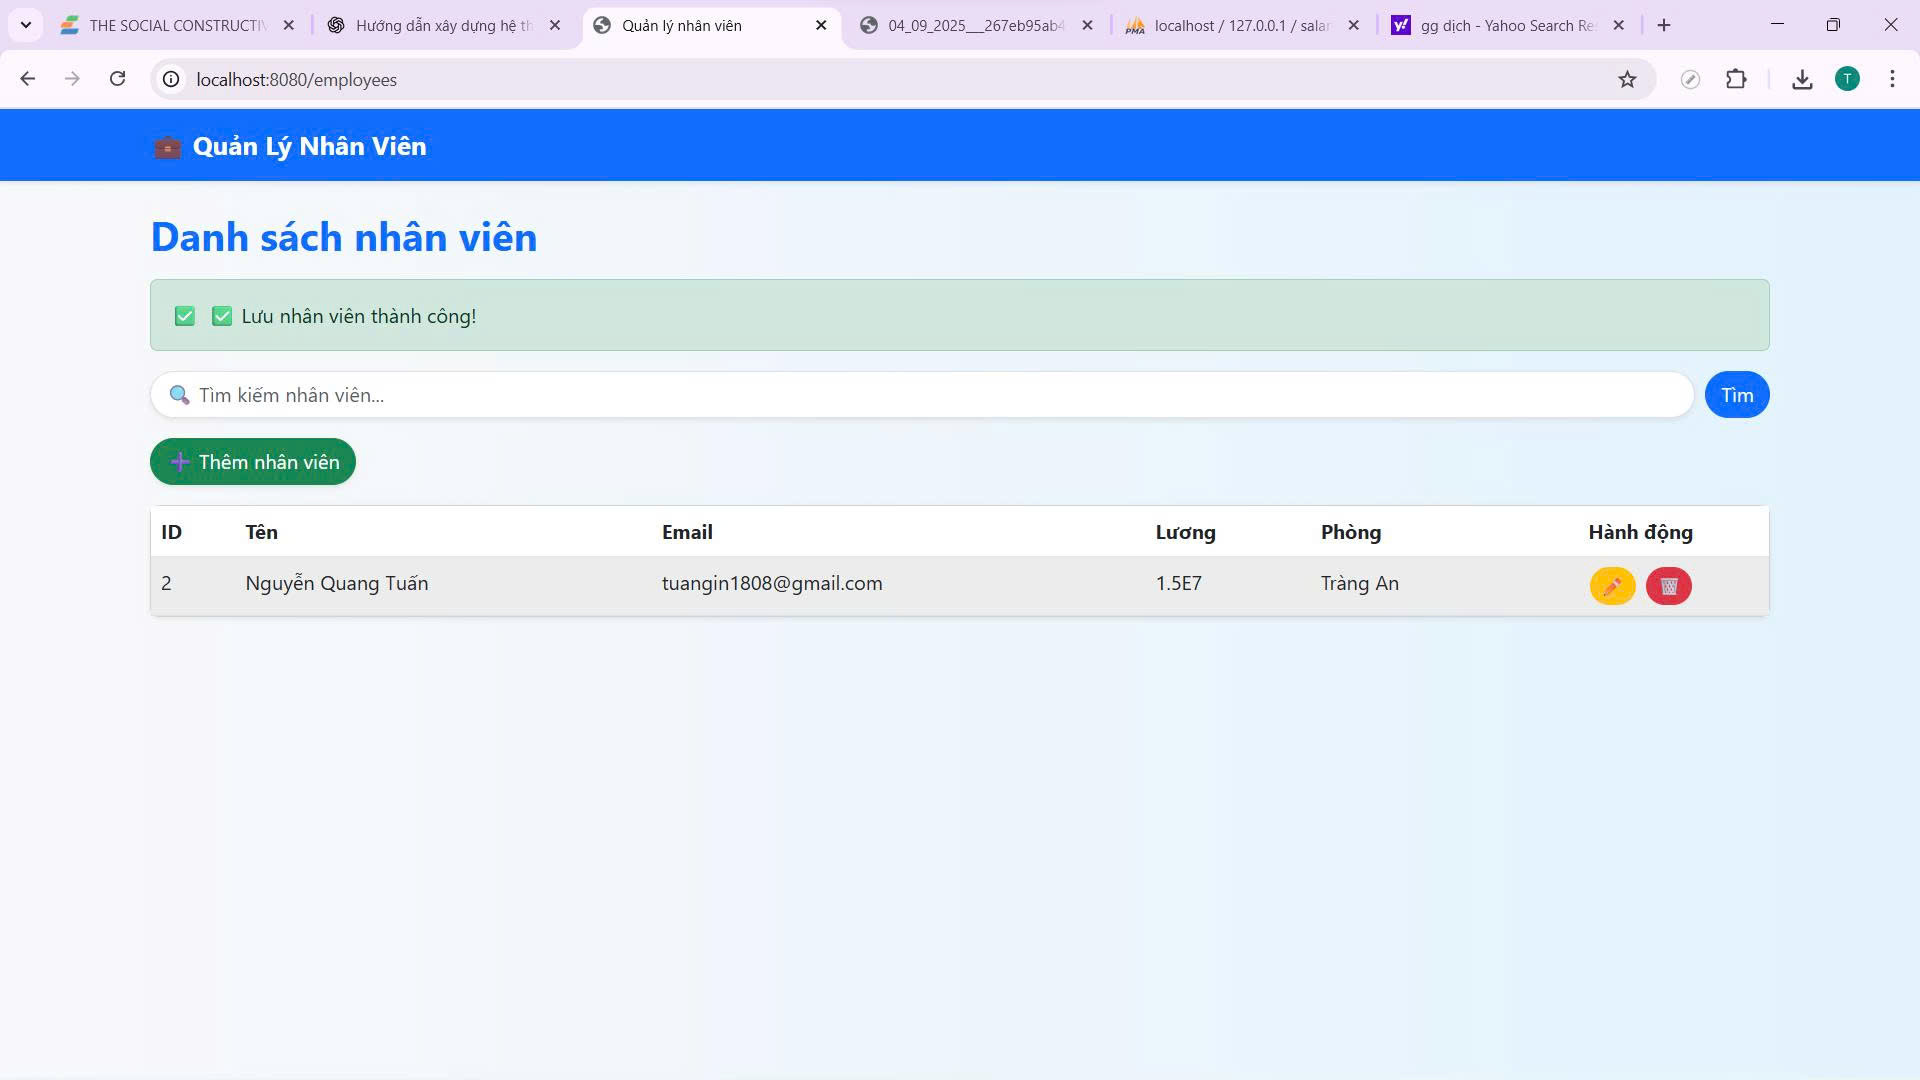 THE SOCIAL CONSTRUCTIV
Hướng dẫn xây dựng hệ th
Quản lý nhân viên
04_09_2025___267eb95ab4
localhost / 127.0.0.1 / salar
gg dịch - Yahoo Search Re
localhost:8080/employees
T
Quản Lý Nhân Viên
Danh sách nhân viên
✅ ✅ Lưu nhân viên thành công!
🔍 Tìm kiếm nhân viên...
Tìm
➕ Thêm nhân viên
ID Tên Email Lương Phòng Hành động
2 Nguyễn Quang Tuấn tuangin1808@gmail.com 1.5E7 Tràng An